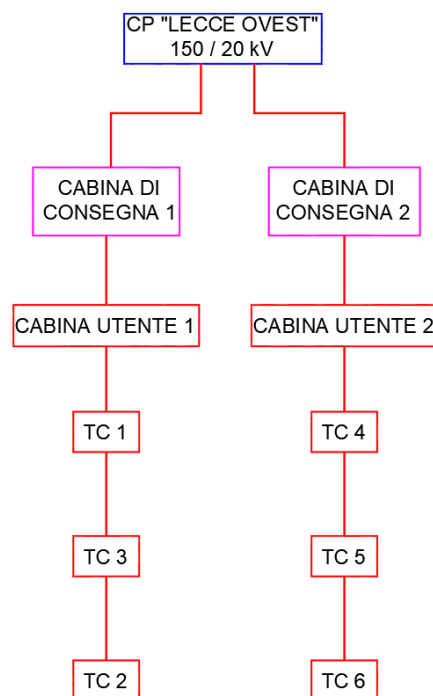 CP "LECCE OVEST"
150 / 20 kV
CABINA DI
CONSEGNA 1
CABINA DI
CONSEGNA 2
CABINA UTENTE 1
CABINA UTENTE 2
TC 1
TC 4
TC 3
TC 5
TC 2
TC 6